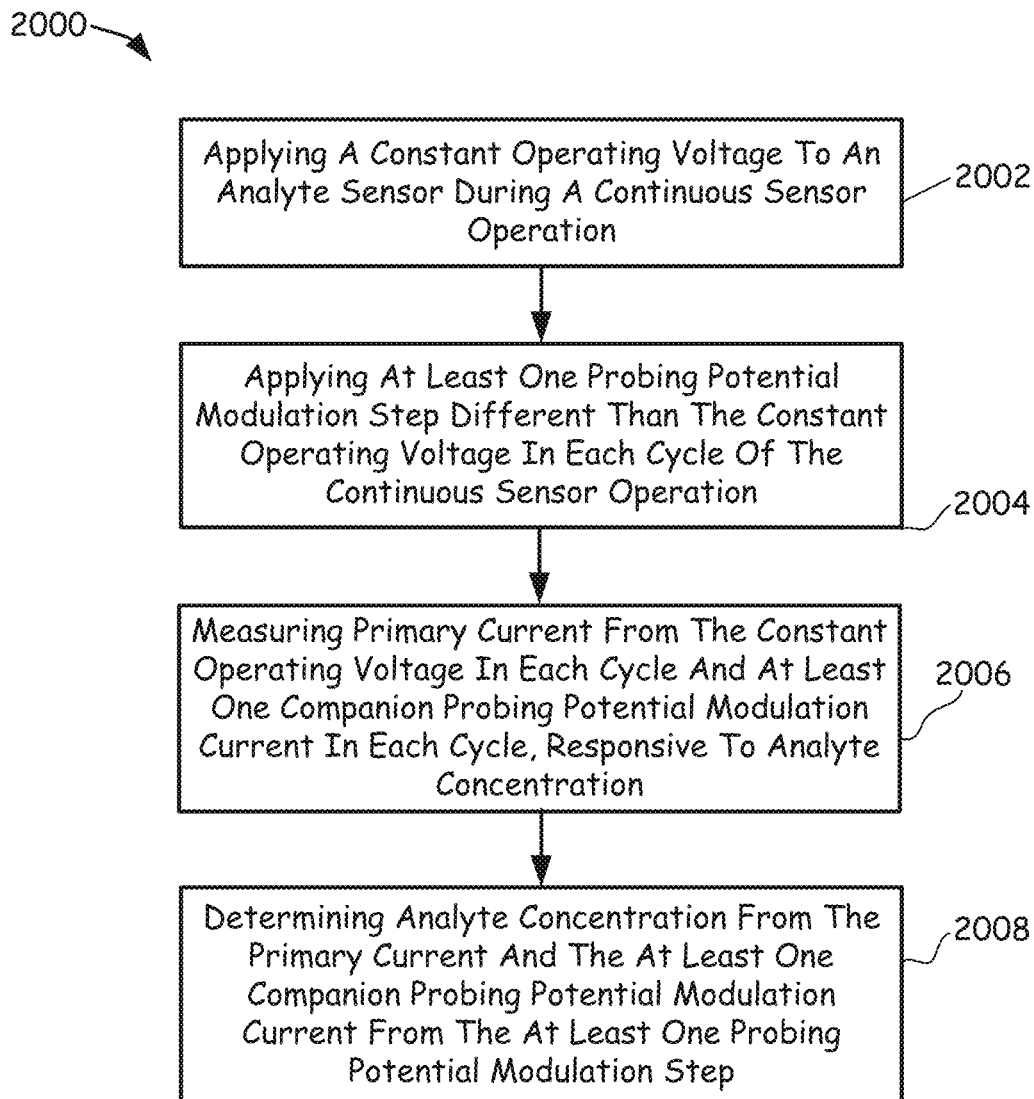 2000
Applying A Constant Operating Voltage To An
Analyte Sensor During A Continuous Sensor
Operation
2002
Applying At Least One Probing Potential
Modulation Step Different Than The Constant
Operating Voltage In Each Cycle Of The
Continuous Sensor Operation
2004
Measuring Primary Current From The Constant
Operating Voltage In Each Cycle And At Least
One Companion Probing Potential Modulation
Current In Each Cycle, Responsive To Analyte
Concentration
2006
Determining Analyte Concentration From The
Primary Current And The At Least One
Companion Probing Potential Modulation
Current From The At Least One Probing
Potential Modulation Step
2008